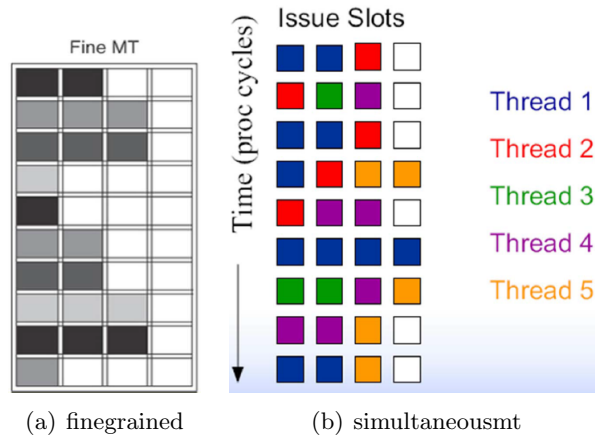 Fine MT
Issue Slots
Time (proc cycles)
Thread 1
Thread 2
Thread 3
Thread 4
Thread 5
(a) finegrained
(b) simultaneousmt